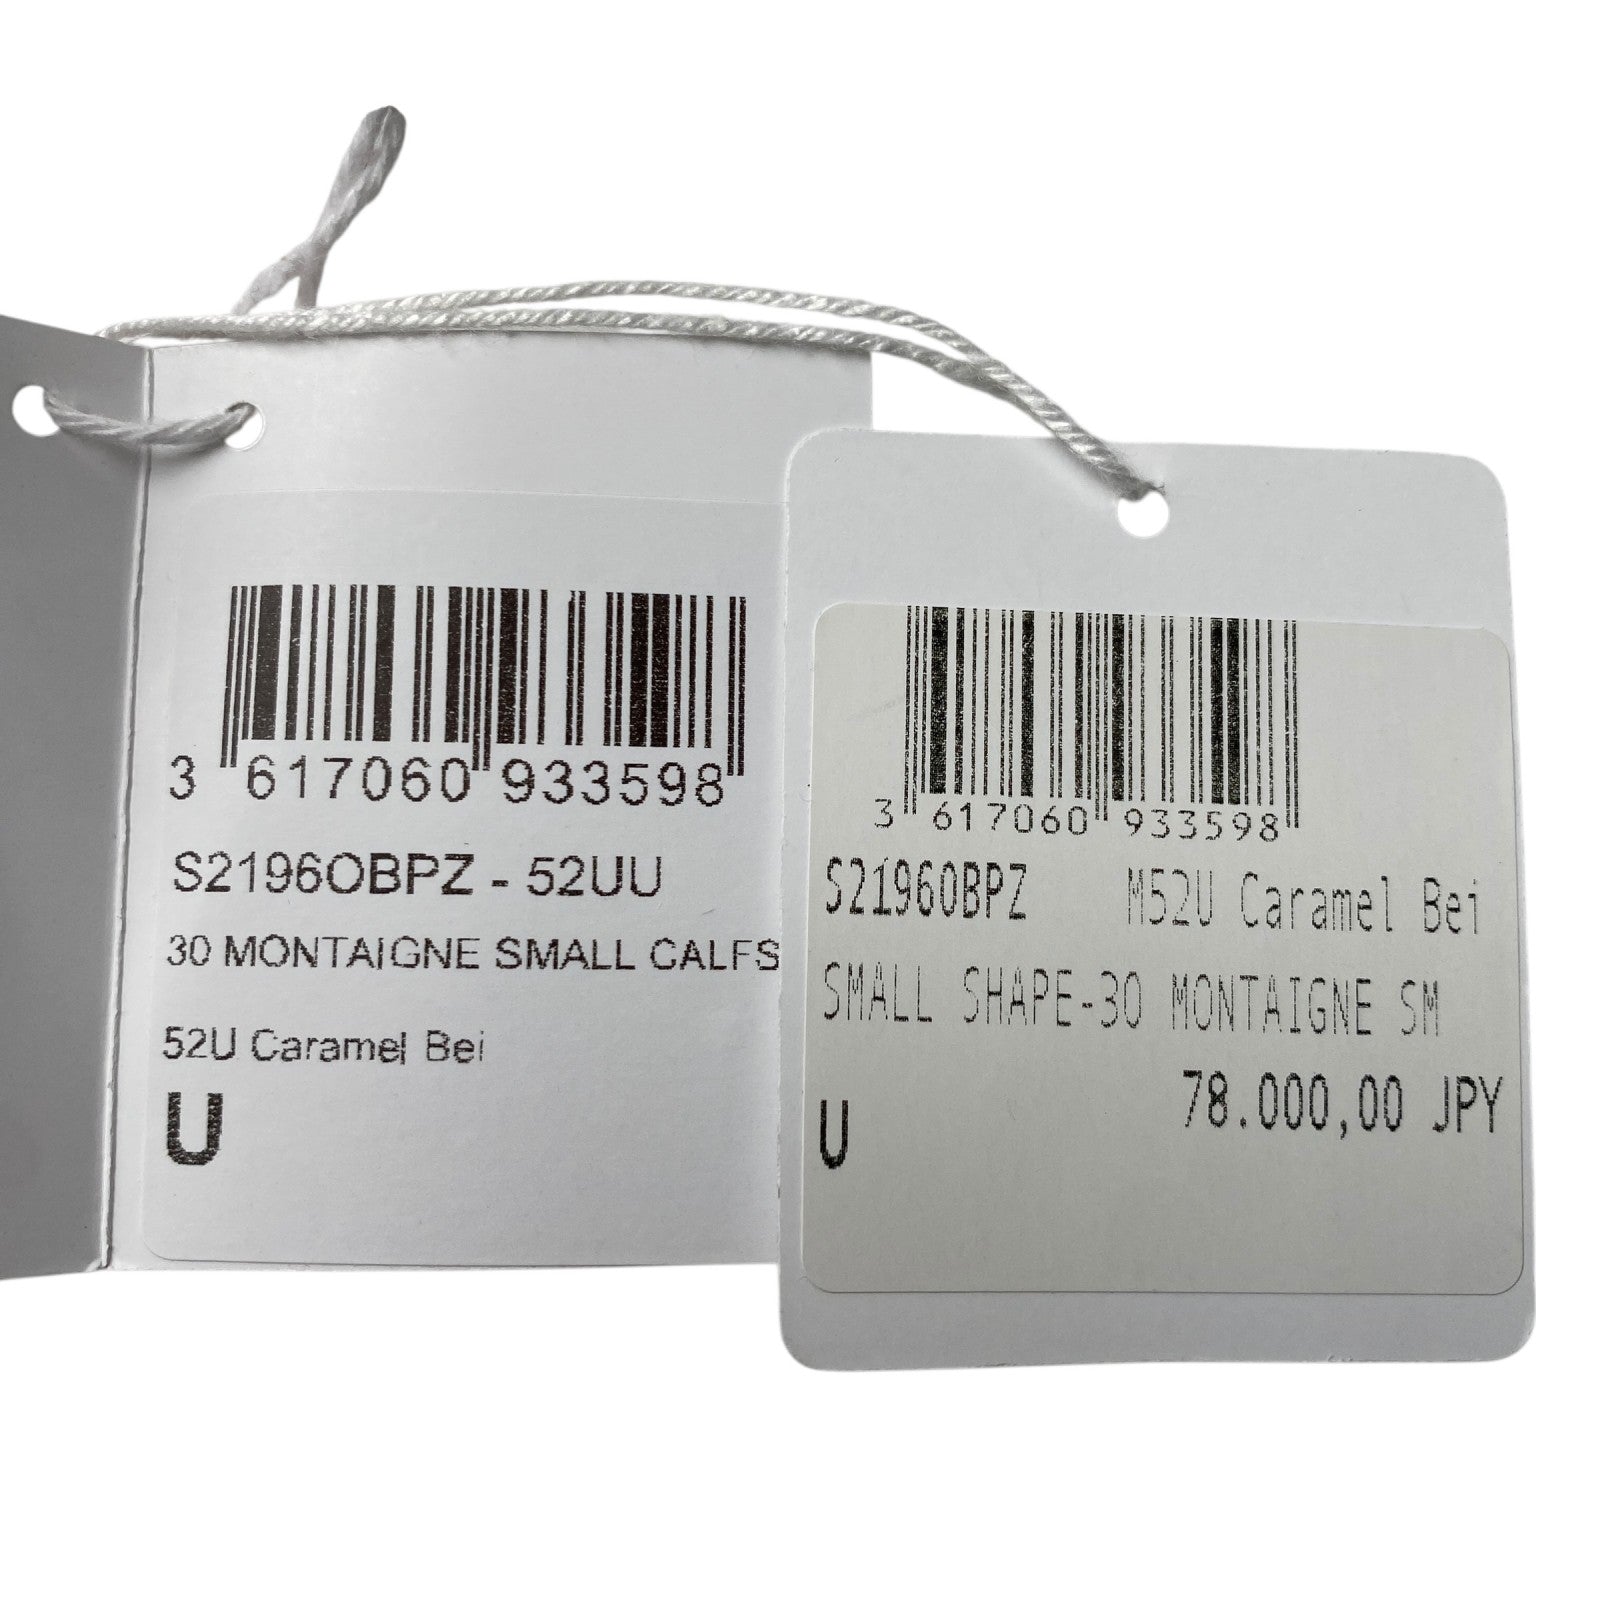 3 617060 933598
S2196OBPZ - 52UU
30 MONTAIGNE SMALL CALFS
52U Caramel Bei
U
3 617060 933598
S2196OBPZ M52U Caramel Bei
SMALL SHAPE-30 MONTAIGNE SM
78.000,00 JPY
U